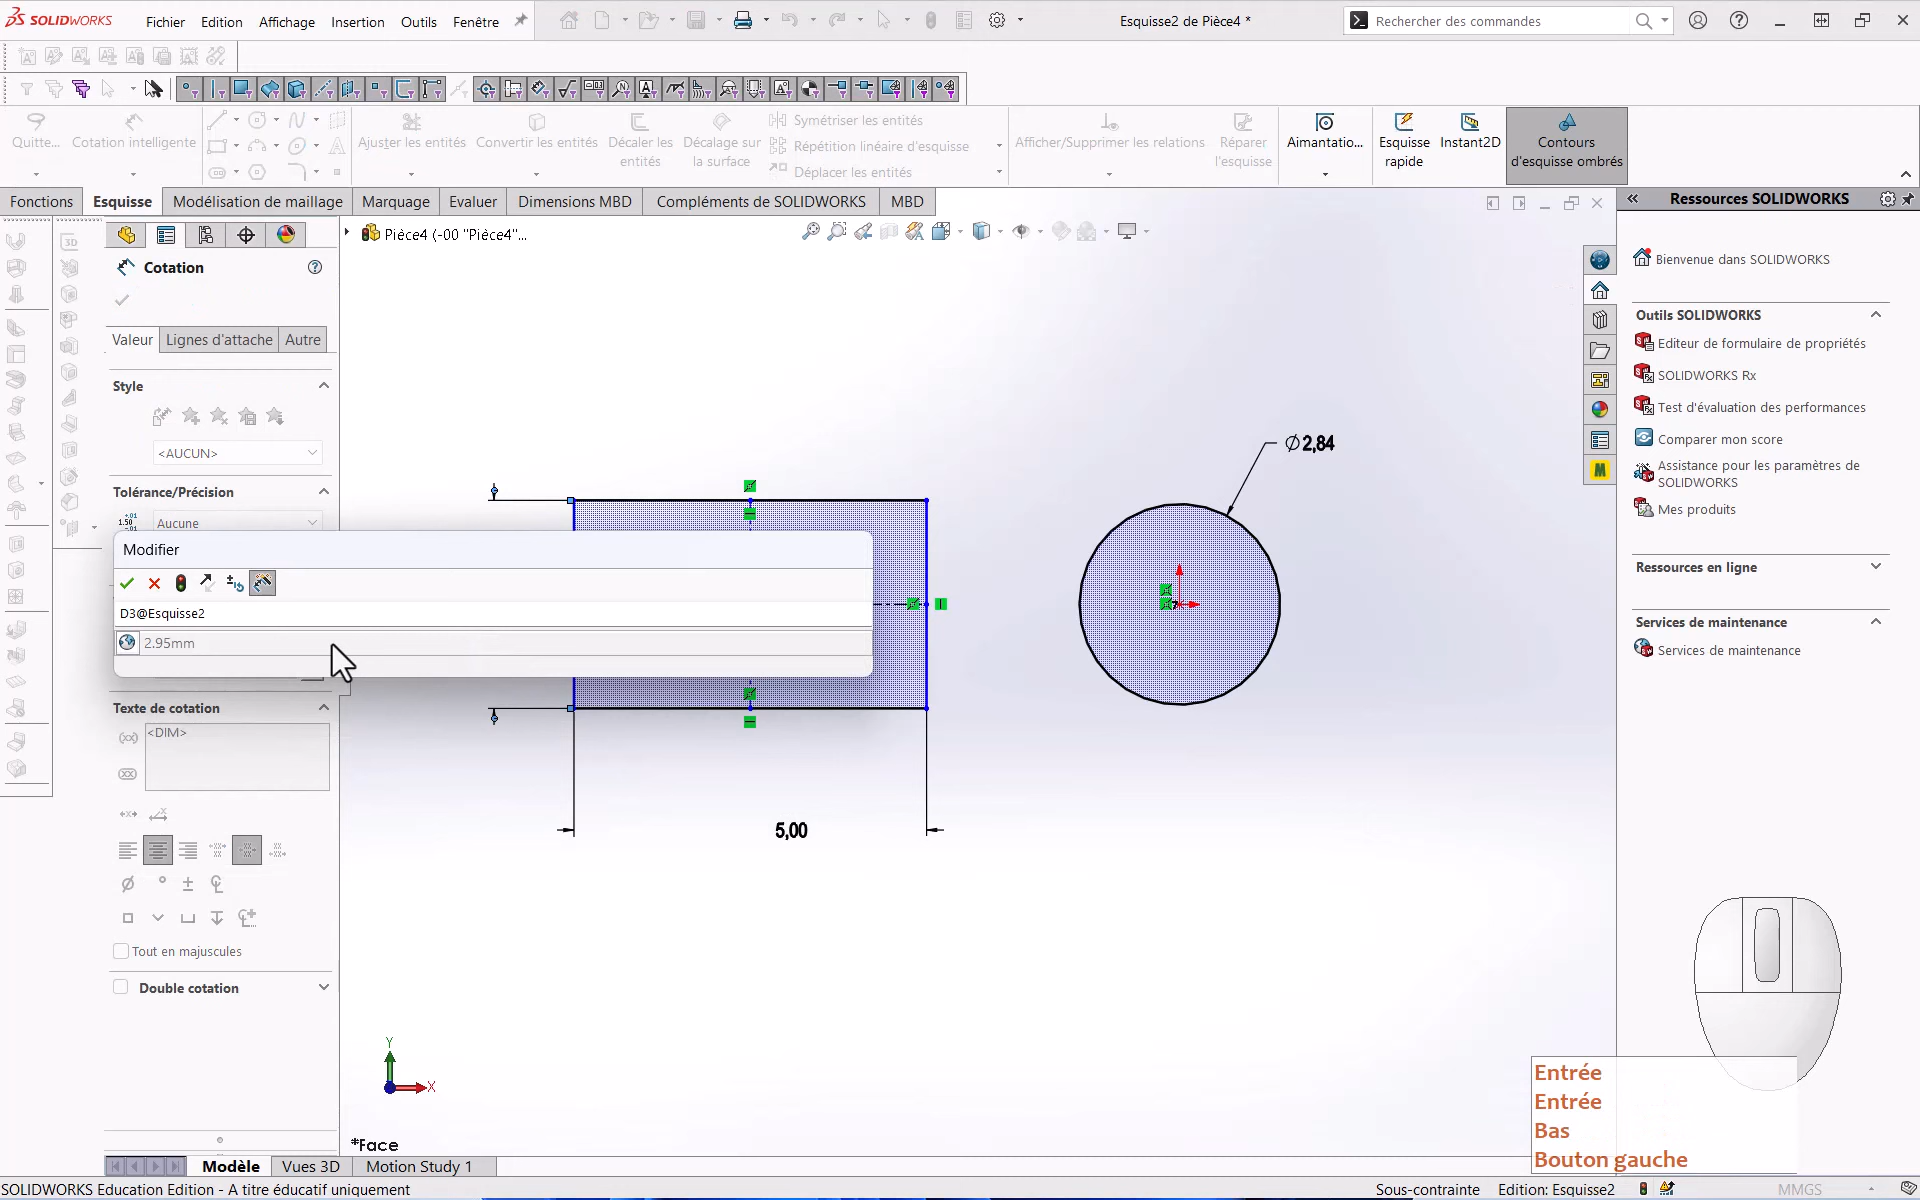 SOLIDWORKS
Fichier
Edition
Affichage
Insertion
Outils
Fenêtre
Esquisse2 de Pièce4 *
Rechercher des commandes
Quitte...
Cotation intelligente
Ajuster les entités
Convertir les entités
Décaler les
entités
Décalage sur
la surface
Symétriser les entités
Répétition linéaire d'esquisse
Déplacer les entités
Afficher/Supprimer les relations
Réparer
l'esquisse
Aimantatio...
Esquisse
rapide
Instant2D
Contours
d'esquisse ombrés
Fonctions
Esquisse
Modélisation de maillage
Marquage
Evaluer
Dimensions MBD
Compléments de SOLIDWORKS
MBD
Ressources SOLIDWORKS
Pièce4 (-00 "Pièce4"...
Cotation
Valeur
Lignes d'attache
Autre
Style
<AUCUN>
Tolérance/Précision
Aucune
Modifier
D3@Esquisse2
2.95mm
Texte de cotation
<DIM>
Tout en majuscules
Double cotation
∅2,84
5,00
Y
X
*Face
Bienvenue dans SOLIDWORKS
Outils SOLIDWORKS
Editeur de formulaire de propriétés
SOLIDWORKS Rx
Test d'évaluation des performances
Comparer mon score
Assistance pour les paramètres de
SOLIDWORKS
Mes produits
Ressources en ligne
Services de maintenance
Services de maintenance
Entrée
Entrée
Bas
Bouton gauche
Modèle
Vues 3D
Motion Study 1
SOLIDWORKS Education Edition - A titre éducatif uniquement
Sous-contrainte
Edition: Esquisse2
MMGS